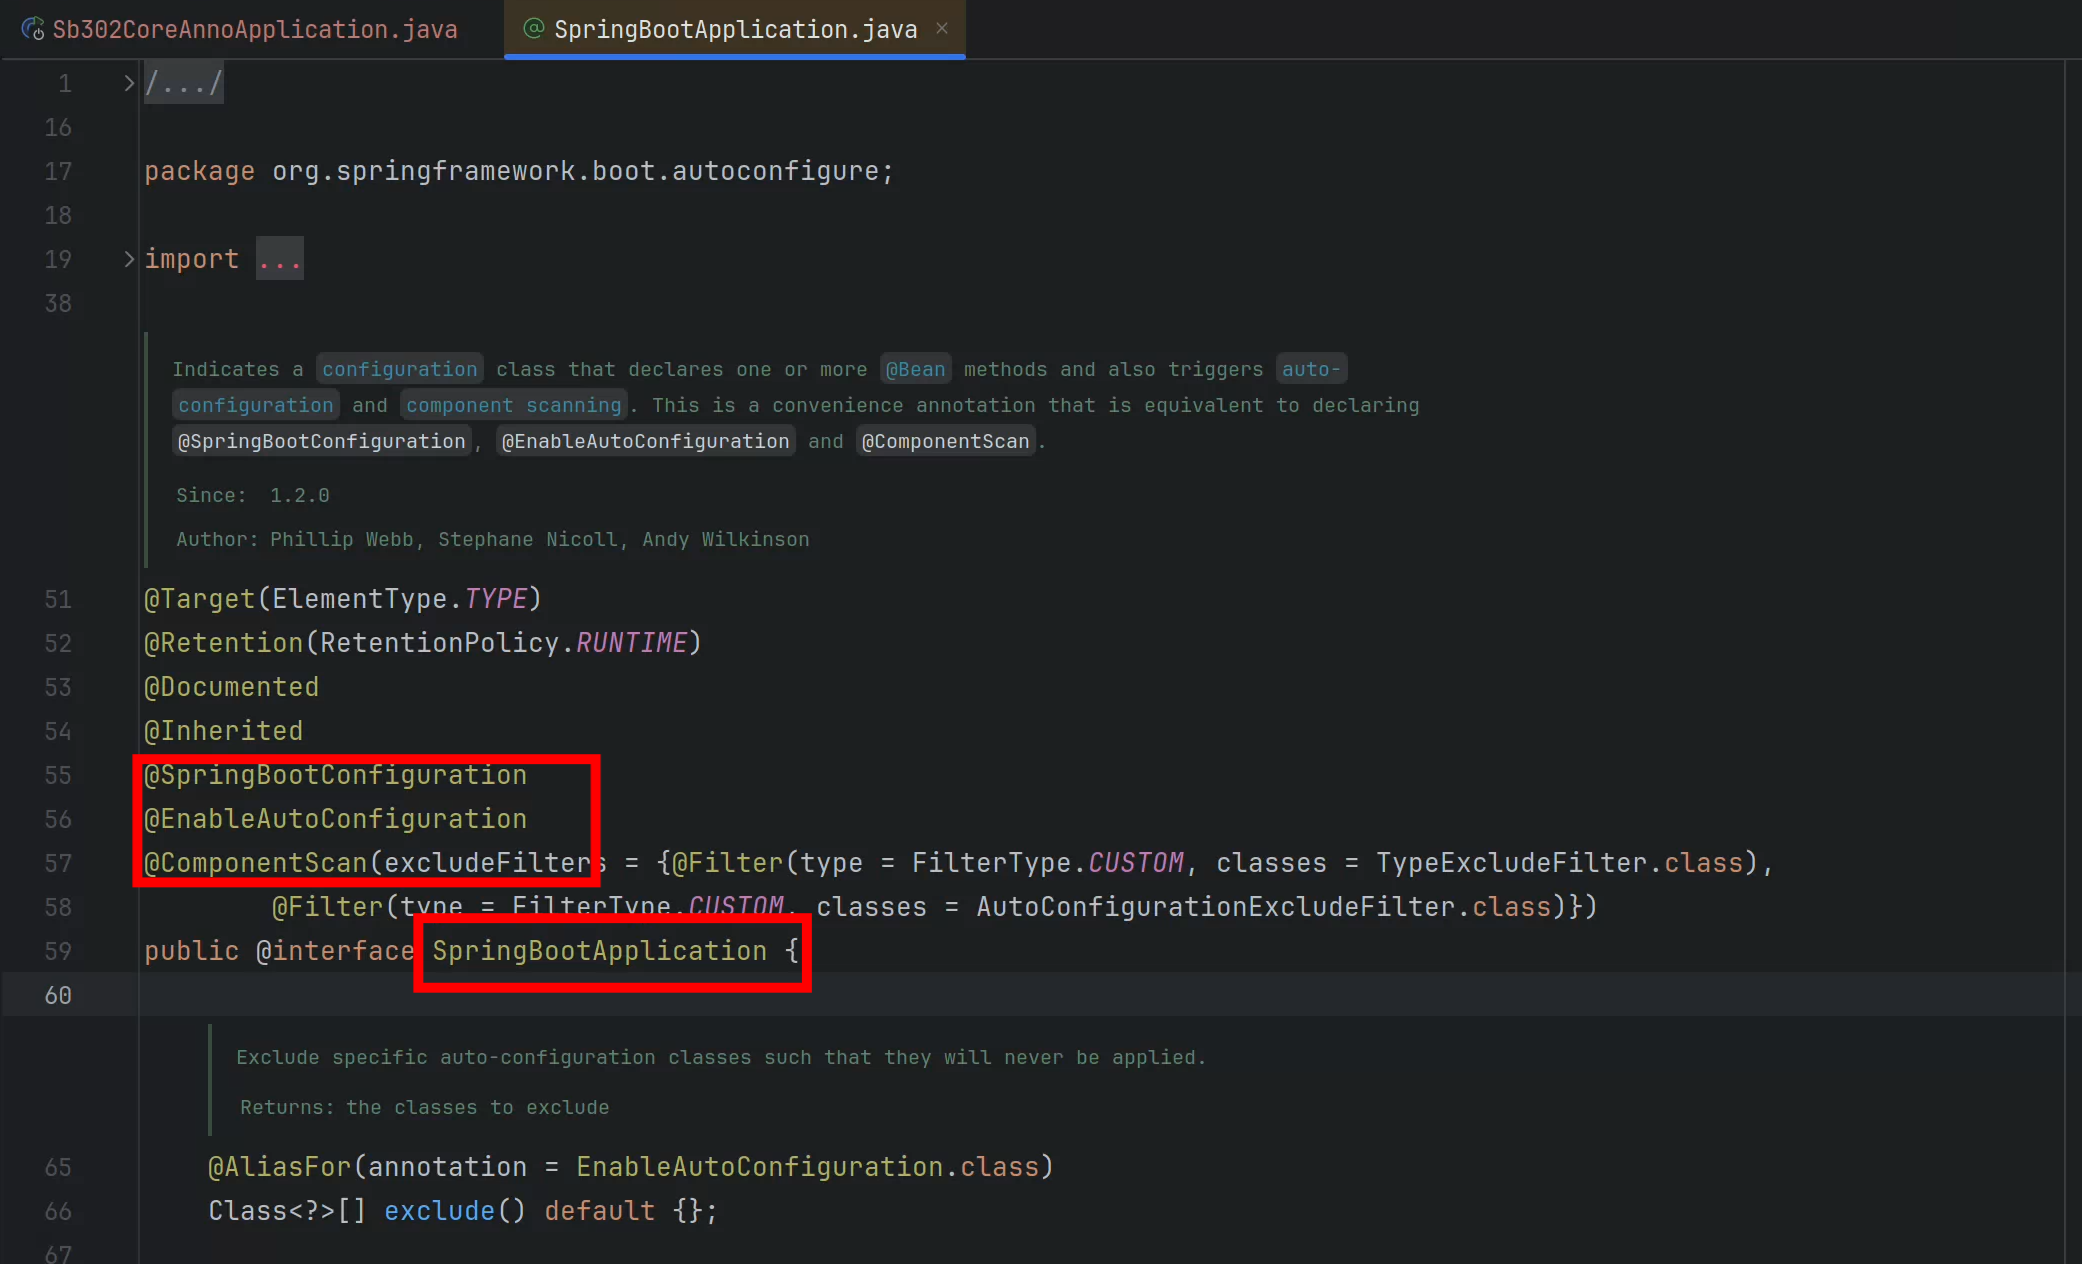 Sb302CoreAnnoApplication.java
@ SpringBootApplication.java ×
1 /.../
16
17 package org.springframework.boot.autoconfigure;
18
19 import ...
38
Indicates a configuration class that declares one or more @Bean methods and also triggers auto-
configuration and component scanning. This is a convenience annotation that is equivalent to declaring
@SpringBootConfiguration, @EnableAutoConfiguration and @ComponentScan.
Since: 1.2.0
Author: Phillip Webb, Stephane Nicoll, Andy Wilkinson
51 @Target(ElementType.TYPE)
52 @Retention(RetentionPolicy.RUNTIME)
53 @Documented
54 @Inherited
55 @SpringBootConfiguration
56 @EnableAutoConfiguration
57 @ComponentScan(excludeFilters = {@Filter(type = FilterType.CUSTOM, classes = TypeExcludeFilter.class),
58 @Filter(type = FilterType.CUSTOM, classes = AutoConfigurationExcludeFilter.class)})
59 public @interface SpringBootApplication {
60
Exclude specific auto-configuration classes such that they will never be applied.
Returns: the classes to exclude
65 @AliasFor(annotation = EnableAutoConfiguration.class)
66 Class<?>[] exclude() default {};
67